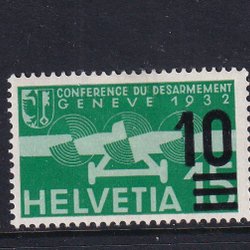 CONFERENCE DU DESARMEMENT
GENEVE 1932
10
HELVETIA